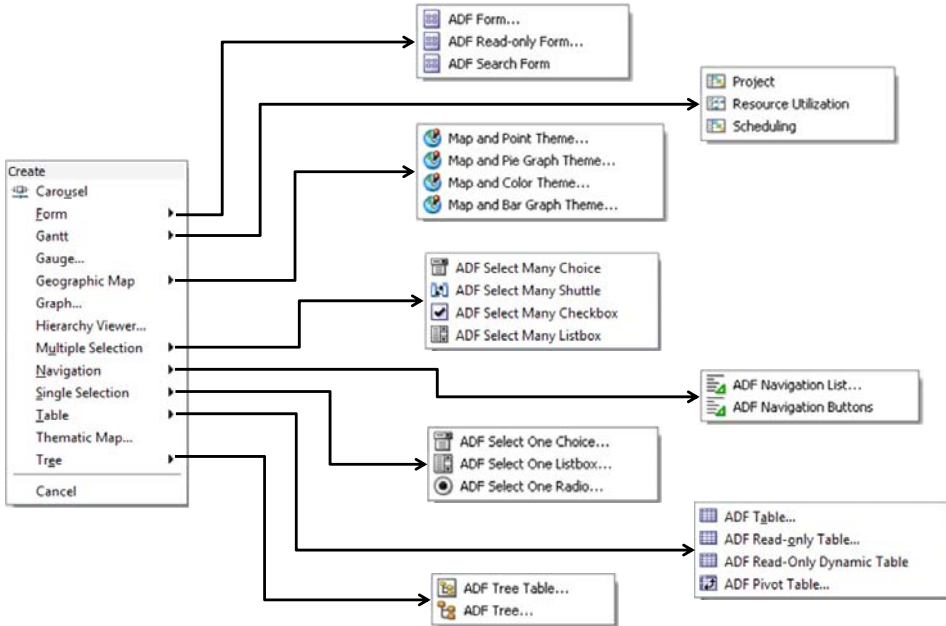 Create
Carousel
Form
Gantt
Gauge...
Geographic Map
Graph...
Hierarchy Viewer...
Multiple Selection
Navigation
Single Selection
Table
Thematic Map...
Tree
Cancel
ADF Form...
ADF Read-only Form...
ADF Search Form
Project
Resource Utilization
Scheduling
Map and Point Theme...
Map and Pie Graph Theme...
Map and Color Theme...
Map and Bar Graph Theme...
ADF Select Many Choice
ADF Select Many Shuttle
ADF Select Many Checkbox
ADF Select Many Listbox
ADF Navigation List...
ADF Navigation Buttons
ADF Select One Choice...
ADF Select One Listbox...
ADF Select One Radio...
ADF Table...
ADF Read-only Table...
ADF Read-Only Dynamic Table
ADF Pivot Table...
ADF Tree Table...
ADF Tree...